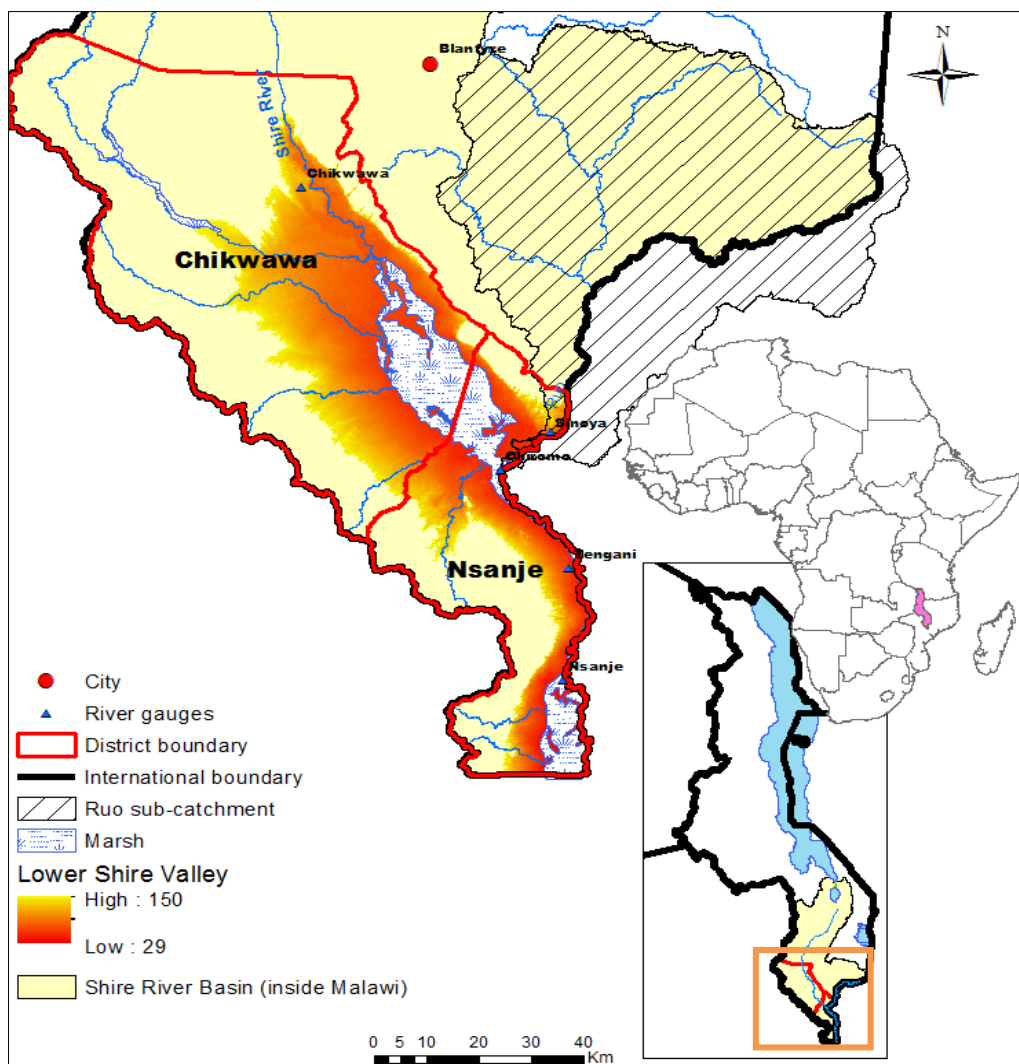 N
Blantyre
Shire River
Chikwawa
Chikwawa
Sinoya
Chiromo
Tengani
Nsanje
Nsanje
City
River gauges
District boundary
International boundary
Ruo sub-catchment
Marsh
Lower Shire Valley
High : 150
Low : 29
Shire River Basin (inside Malawi)
0 5 10 20 30 40
Km